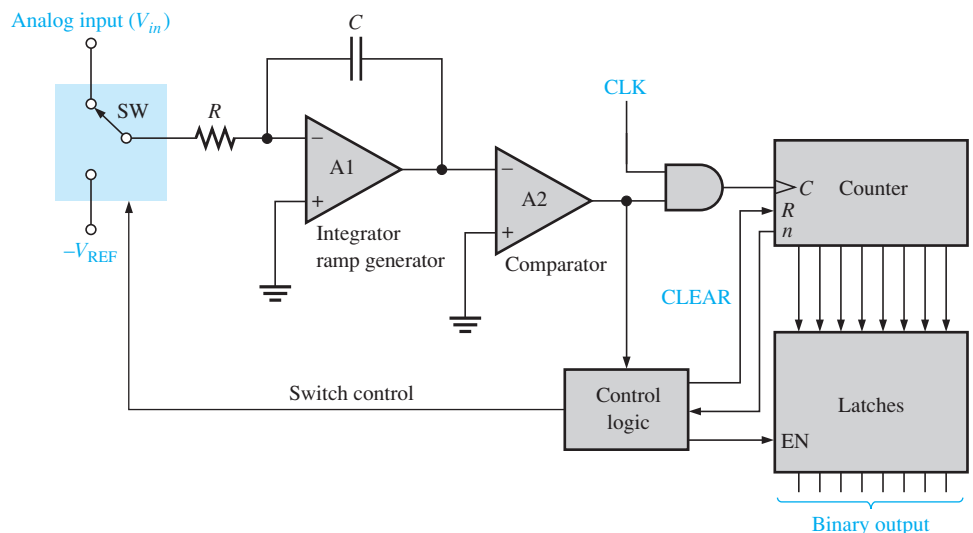 Analog input (V_in)
SW
R
C
−
+
A1
Integrator
ramp generator
−V_REF
−
+
A2
Comparator
CLK
CLEAR
C
R
n
Counter
Switch control
Control
logic
Latches
EN
Binary output